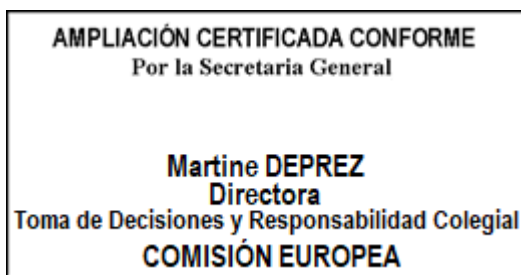 AMPLIACIÓN CERTIFICADA CONFORME
Por la Secretaria General
Martine DEPREZ
Directora
Toma de Decisiones y Responsabilidad Colegial
COMISIÓN EUROPEA